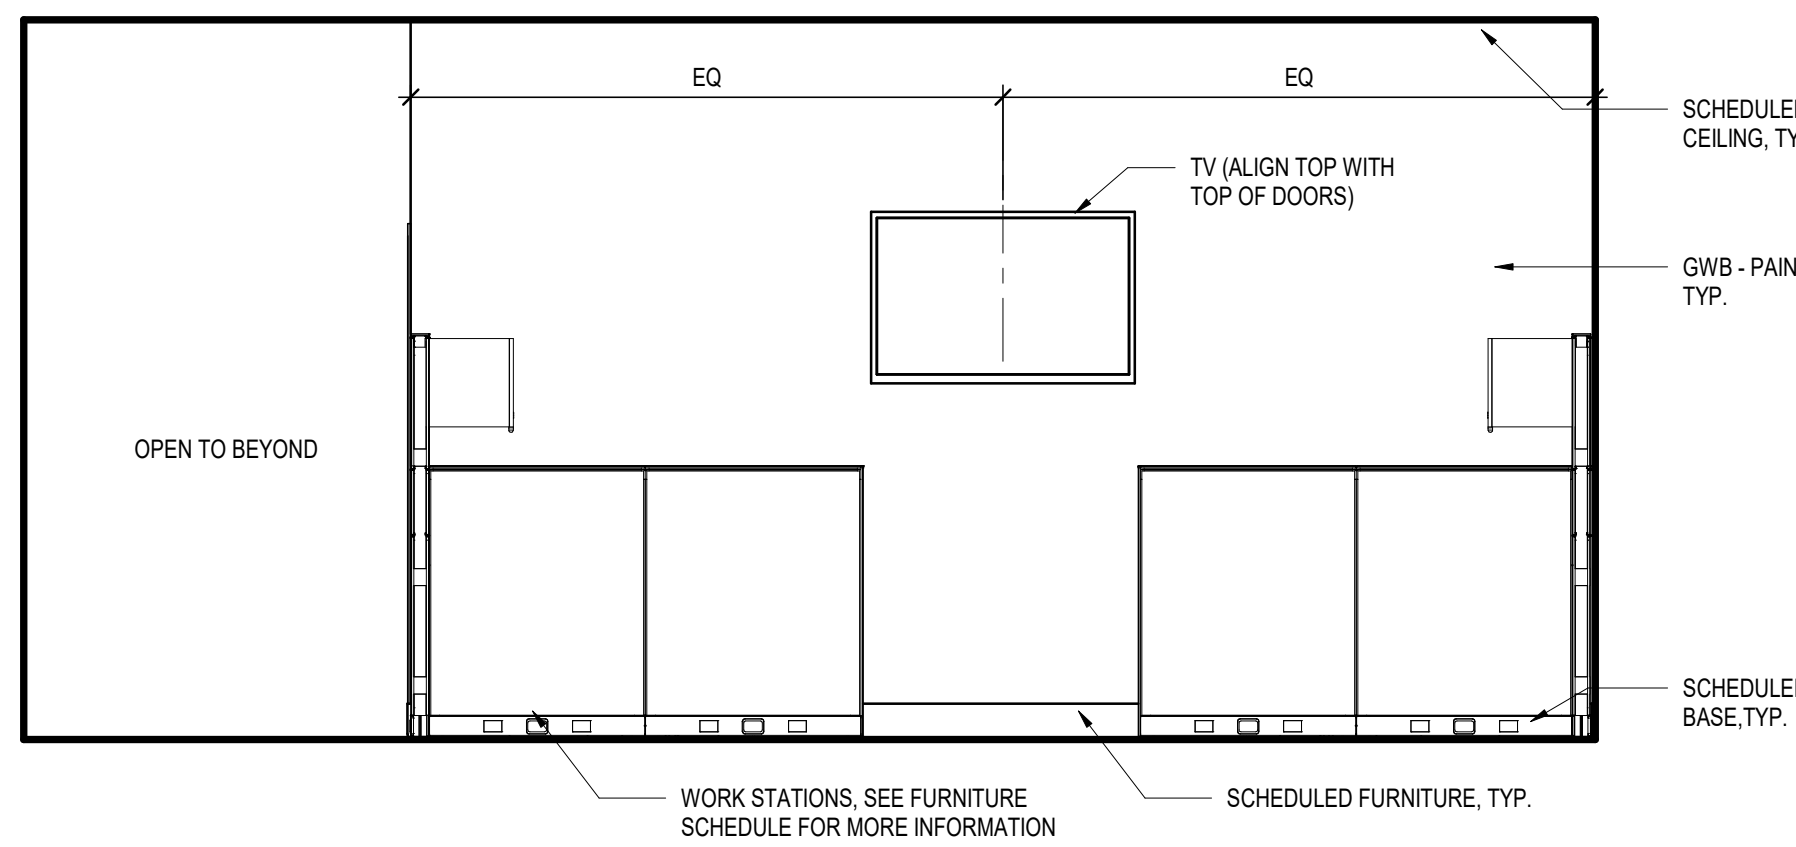 EQ
EQ
SCHEDULE
CEILING, TY
TV (ALIGN TOP WITH
TOP OF DOORS)
GWB - PAIN
TYP.
OPEN TO BEYOND
SCHEDULE
BASE,TYP.
WORK STATIONS, SEE FURNITURE
SCHEDULE FOR MORE INFORMATION
SCHEDULED FURNITURE, TYP.